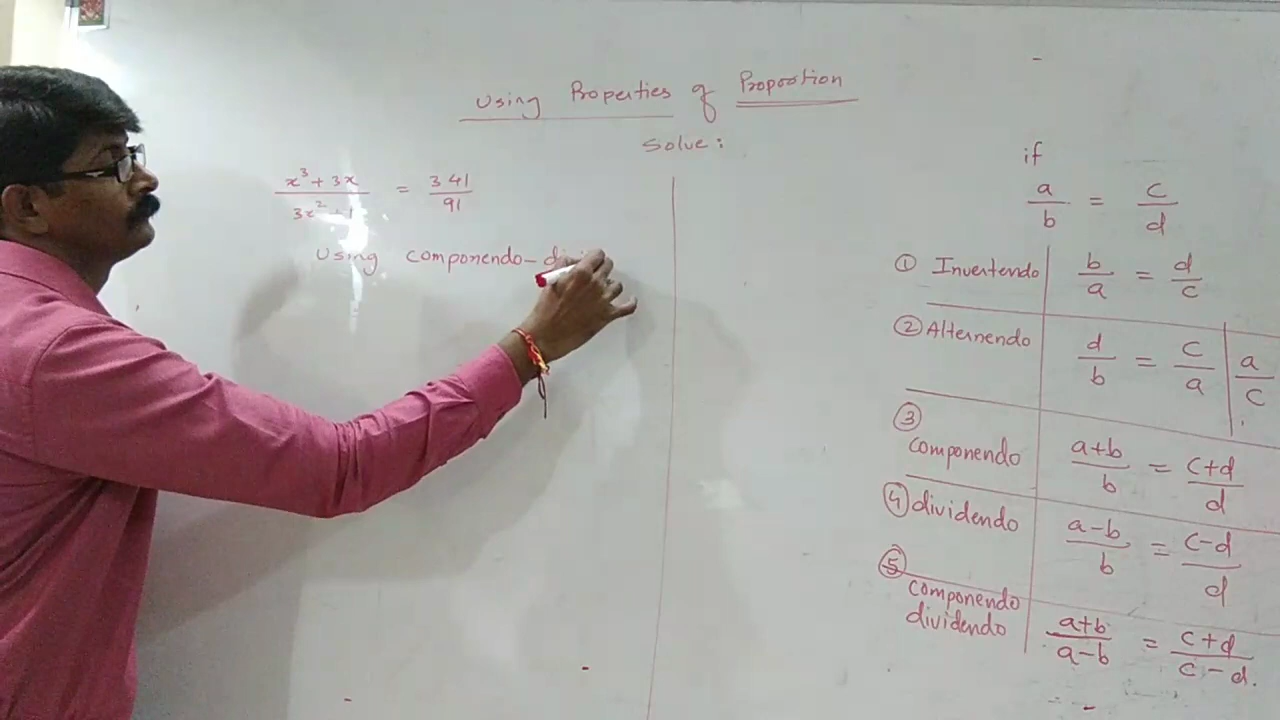 Using Properties of Proportion
Solve:
x³+3x / 3x²+1 = 341 / 91
Using componendo-
if
a/b = c/d
① Invertendo b/a = d/c
② Alternendo d/b = c/a | a/c
③ componendo a+b/b = c+d/d
④ dividendo a-b/b = c-d/d
⑤ componendo dividendo a+b/a-b = c+d/c-d.